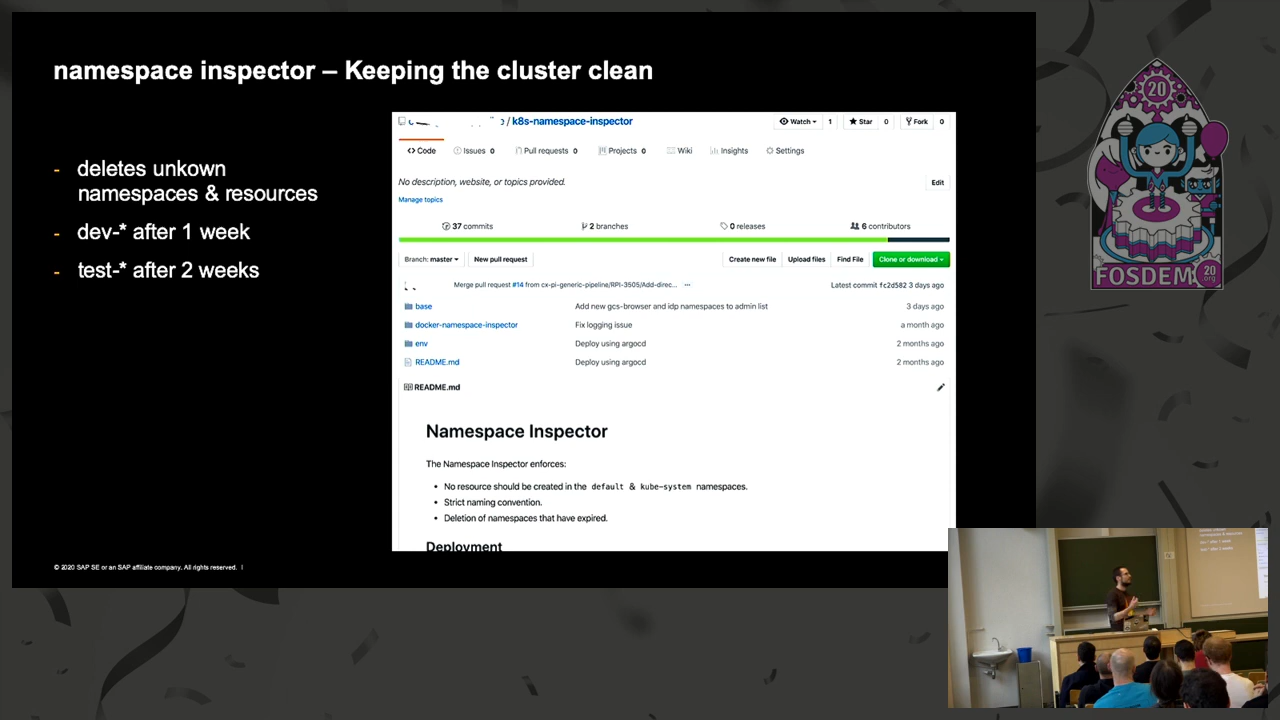 namespace inspector – Keeping the cluster clean
- deletes unkown
namespaces & resources
- dev-* after 1 week
- test-* after 2 weeks
/ k8s-namespace-inspector
Watch 1 Star 0 Fork 0
Code Issues 0 Pull requests 0 Projects 0 Wiki Insights Settings
No description, website, or topics provided. Edit
Manage topics
37 commits 2 branches 0 releases 6 contributors
Branch: master New pull request Create new file Upload files Find File Clone or download
Merge pull request #14 from cx-pi-generic-pipeline/RPI-3505/Add-direc... ... Latest commit fc2d582 3 days ago
base Add new gcs-browser and idp namespaces to admin list 3 days ago
docker-namespace-inspector Fix logging issue a month ago
env Deploy using argocd 2 months ago
README.md Deploy using argocd 2 months ago
README.md
Namespace Inspector
The Namespace Inspector enforces:
• No resource should be created in the default & kube-system namespaces.
• Strict naming convention.
• Deletion of namespaces that have expired.
Deployment
© 2020 SAP SE or an SAP affiliate company. All rights reserved. |
20
FOSDEM 20
.org